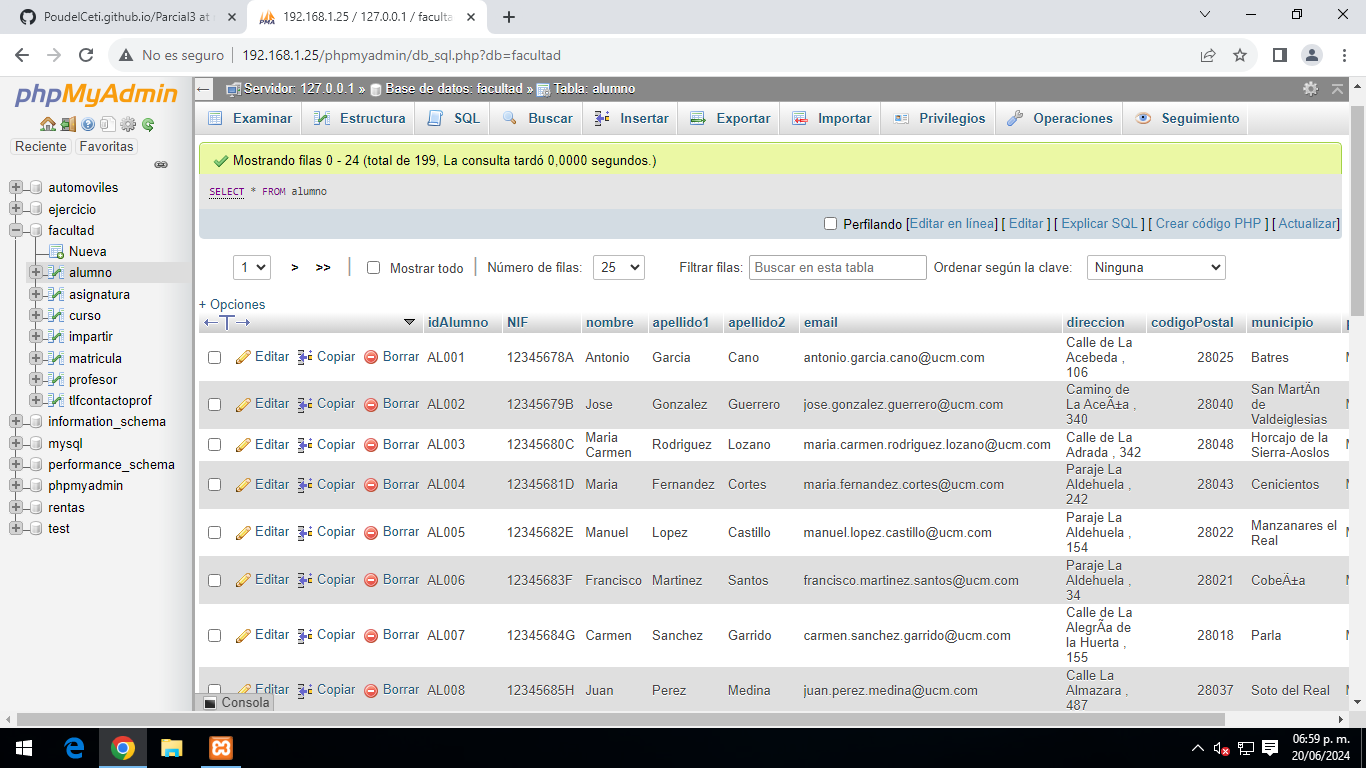 PoudelCeti.github.io/Parcial3 at
192.168.1.25 / 127.0.0.1 / faculta
No es seguro 192.168.1.25/phpmyadmin/db_sql.php?db=facultad
phpMyAdmin
Reciente Favoritas
automoviles
ejercicio
facultad
Nueva
alumno
asignatura
curso
impartir
matricula
profesor
tlfcontactoprof
information_schema
mysql
performance_schema
phpmyadmin
rentas
test
Servidor: 127.0.0.1 » Base de datos: facultad » Tabla: alumno
Examinar Estructura SQL Buscar Insertar Exportar Importar Privilegios Operaciones Seguimiento
Mostrando filas 0 - 24 (total de 199, La consulta tardó 0,0000 segundos.)
SELECT * FROM alumno
Perfilando [Editar en línea] [ Editar ] [ Explicar SQL ] [ Crear código PHP ] [ Actualizar]
1 > >> Mostrar todo Número de filas: 25 Filtrar filas: Buscar en esta tabla Ordenar según la clave: Ninguna
+ Opciones
←T→ idAlumno NIF nombre apellido1 apellido2 email direccion codigoPostal municipio
Editar Copiar Borrar AL001 12345678A Antonio Garcia Cano antonio.garcia.cano@ucm.com Calle de La Acebeda , 106 28025 Batres
Editar Copiar Borrar AL002 12345679B Jose Gonzalez Guerrero jose.gonzalez.guerrero@ucm.com Camino de La AceÃ±a , 340 28040 San MartÃ­n de Valdeiglesias
Editar Copiar Borrar AL003 12345680C Maria Carmen Rodriguez Lozano maria.carmen.rodriguez.lozano@ucm.com Calle de La Adrada , 342 28048 Horcajo de la Sierra-Aoslos
Editar Copiar Borrar AL004 12345681D Maria Fernandez Cortes maria.fernandez.cortes@ucm.com Paraje La Aldehuela , 242 28043 Cenicientos
Editar Copiar Borrar AL005 12345682E Manuel Lopez Castillo manuel.lopez.castillo@ucm.com Paraje La Aldehuela , 154 28022 Manzanares el Real
Editar Copiar Borrar AL006 12345683F Francisco Martinez Santos francisco.martinez.santos@ucm.com Paraje La Aldehuela , 34 28021 CobeÃ±a
Editar Copiar Borrar AL007 12345684G Carmen Sanchez Garrido carmen.sanchez.garrido@ucm.com Calle de La AlegrÃ­a de la Huerta , 155 28018 Parla
Editar Copiar Borrar AL008 12345685H Juan Perez Medina juan.perez.medina@ucm.com Calle La Almazara , 487 28037 Soto del Real
Consola
06:59 p. m.
20/06/2024